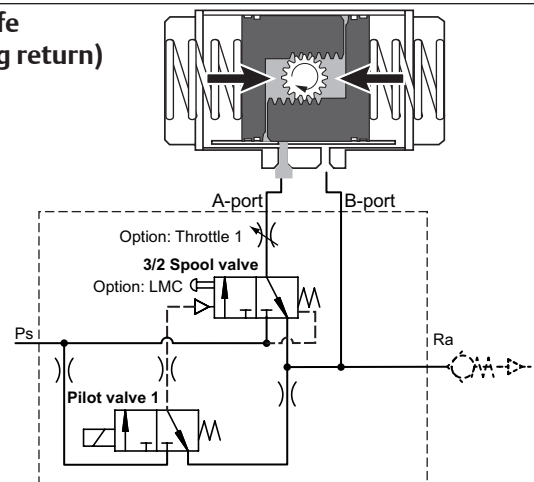 fe
g return)
A-port
B-port
Option: Throttle 1
3/2 Spool valve
Option: LMC
Ps
Ra
Pilot valve 1